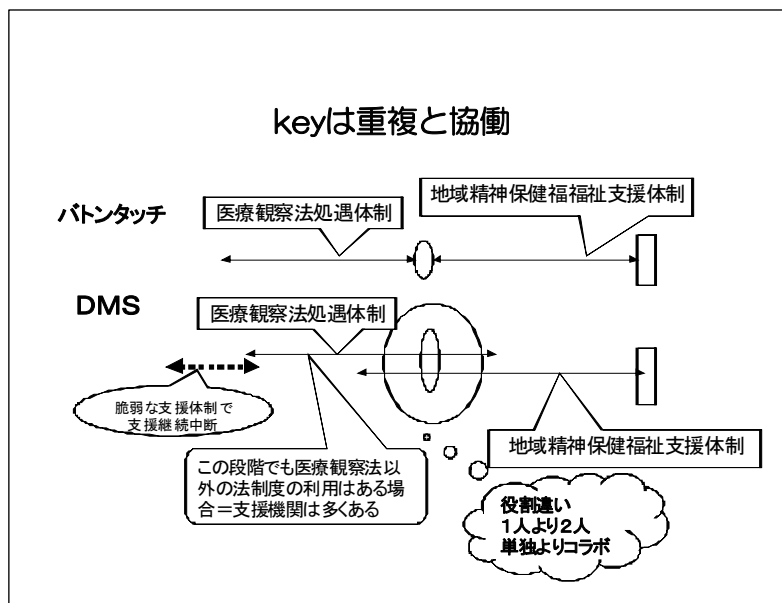 keyは重複と協働
バトンタッチ
医療観察法処遇体制
地域精神保健福福祉支援体制
DMS
医療観察法処遇体制
脆弱な支援体制で
支援継続中断
この段階でも医療観察法以
外の法制度の利用はある場
合＝支援機関は多くある
地域精神保健福祉支援体制
役割違い
１人より２人
単独よりコラボ